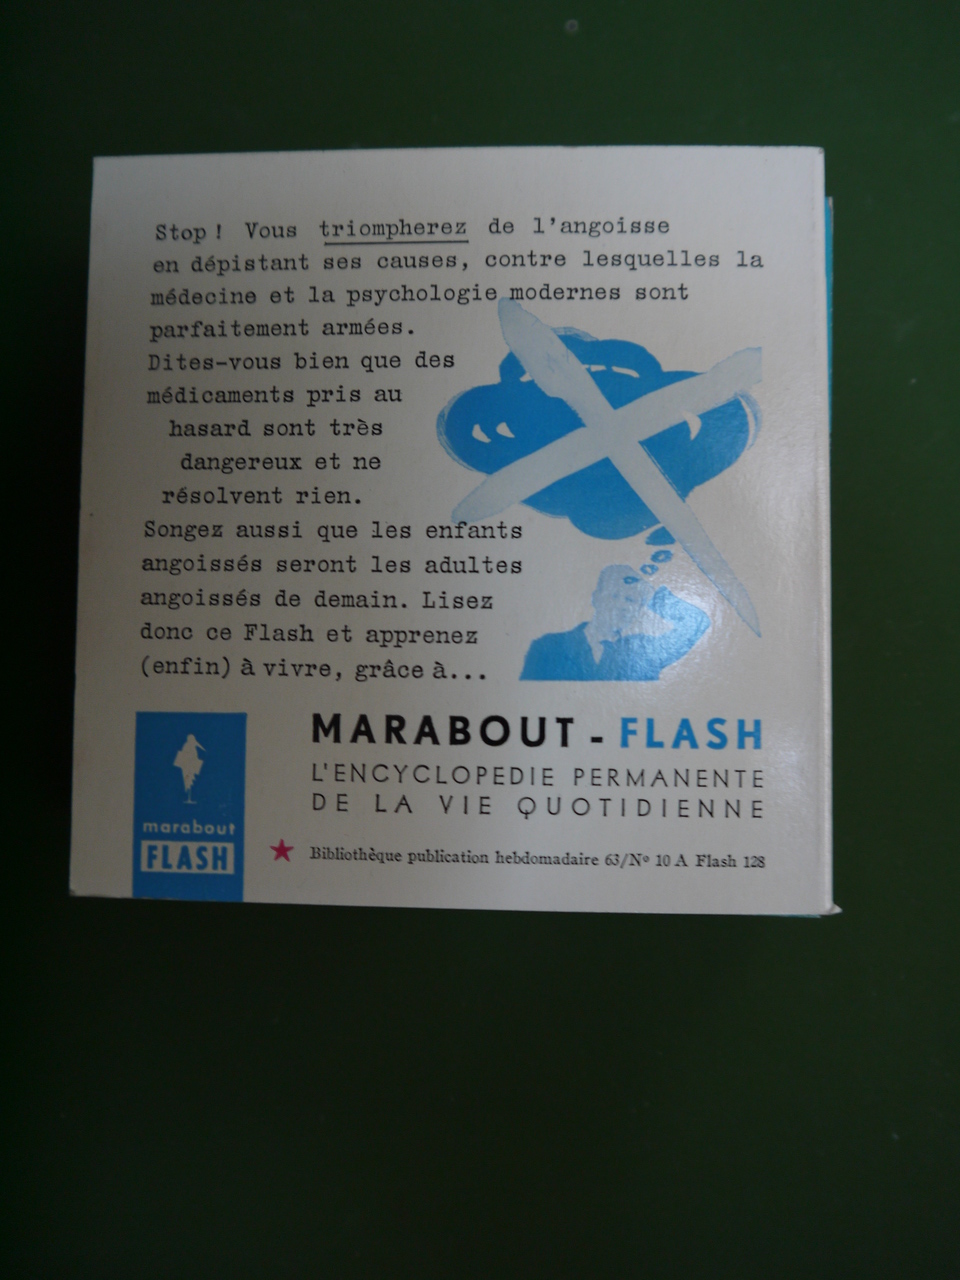 Stop ! Vous triompherez de l'angoisse
en dépistant ses causes, contre lesquelles la
médecine et la psychologie modernes sont
parfaitement armées.
Dites-vous bien que des
médicaments pris au
hasard sont très
dangereux et ne
résolvent rien.
Songez aussi que les enfants
angoissés seront les adultes
angoissés de demain. Lisez
donc ce Flash et apprenez
(enfin) à vivre, grâce à...
MARABOUT - FLASH
L'ENCYCLOPEDIE PERMANENTE
DE LA VIE QUOTIDIENNE
marabout
FLASH
Bibliothèque publication hebdomadaire 63/Nº 10 A Flash 128